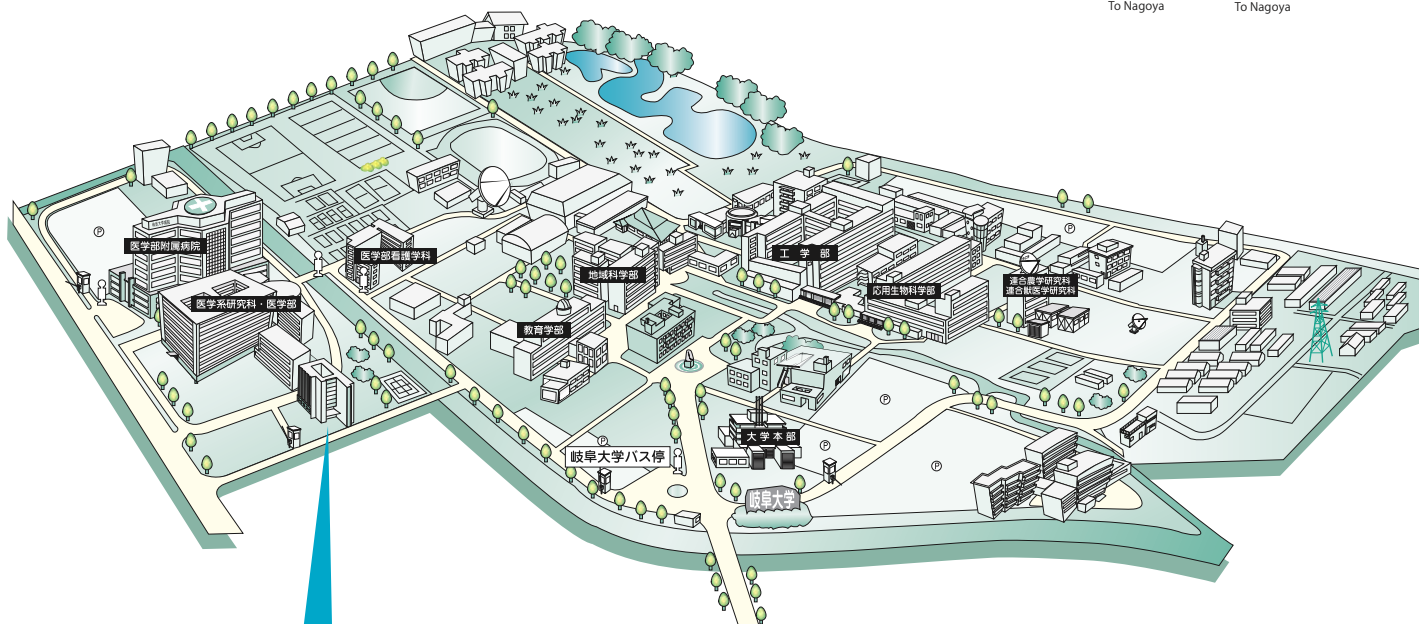 To Nagoya
To Nagoya
医学部附属病院
医学部看護学科
医学系研究科・医学部
地域科学部
教育学部
工学部
応用生物科学部
連合農学研究科
連合獣医学研究科
岐阜大学バス停
大学本部
岐阜大学
P
P
P
P
P
P